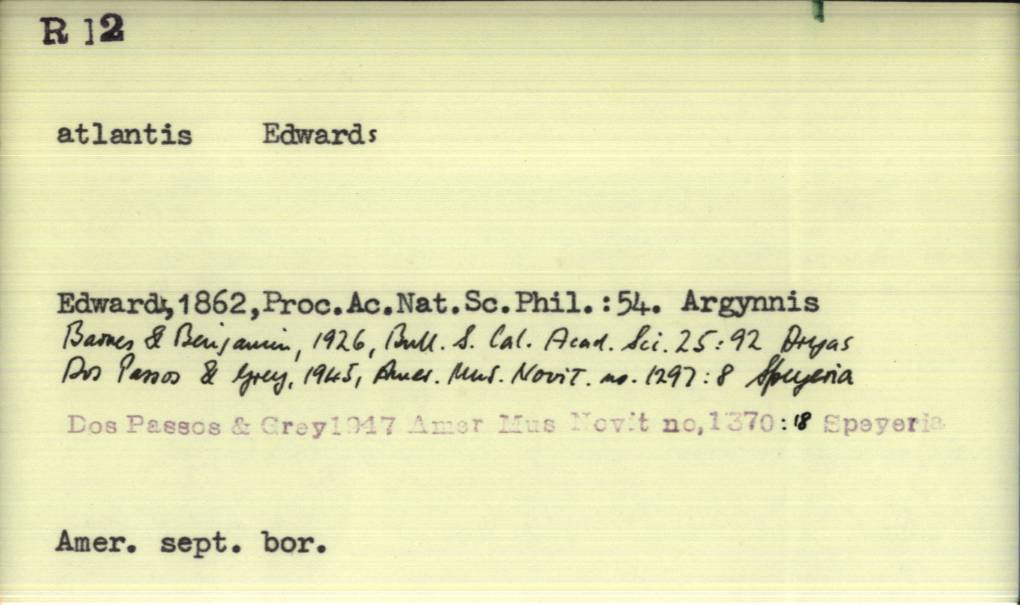 R 12
atlantis Edwards
Edwards,1862,Proc.Ac.Nat.Sc.Phil.:54. Argynnis
Barnes & Benjamin, 1926, Bull. S. Cal. Acad. Sci. 25:92 Dryas
Dos Passos & Grey, 1945, Amer. Mus. Novit. no. 1297:8 Speyeria
Dos Passos & Grey1947 Amer Mus Novit no,1370:18 Speyeria
Amer. sept. bor.